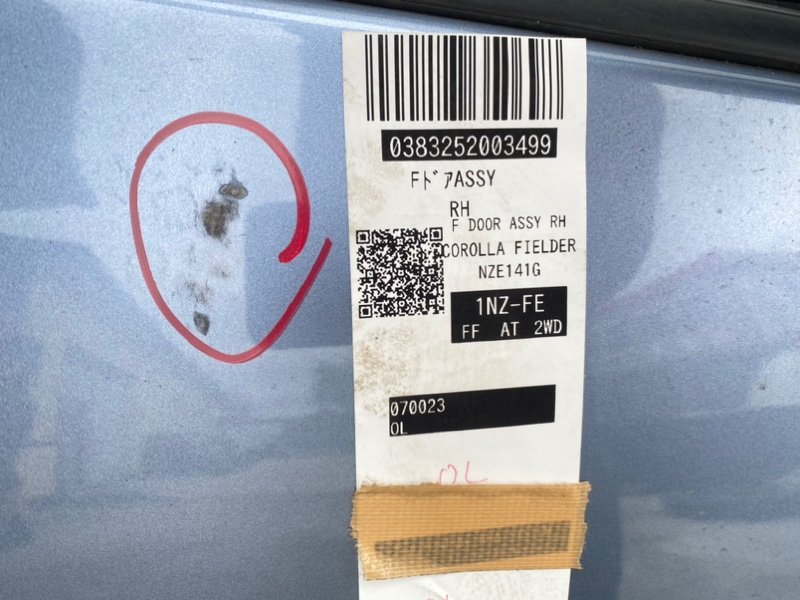 0383252003499
FドアASSY
RH
F DOOR ASSY RH
COROLLA FIELDER
NZE141G
1NZ-FE
FF AT 2WD
070023
OL
OL